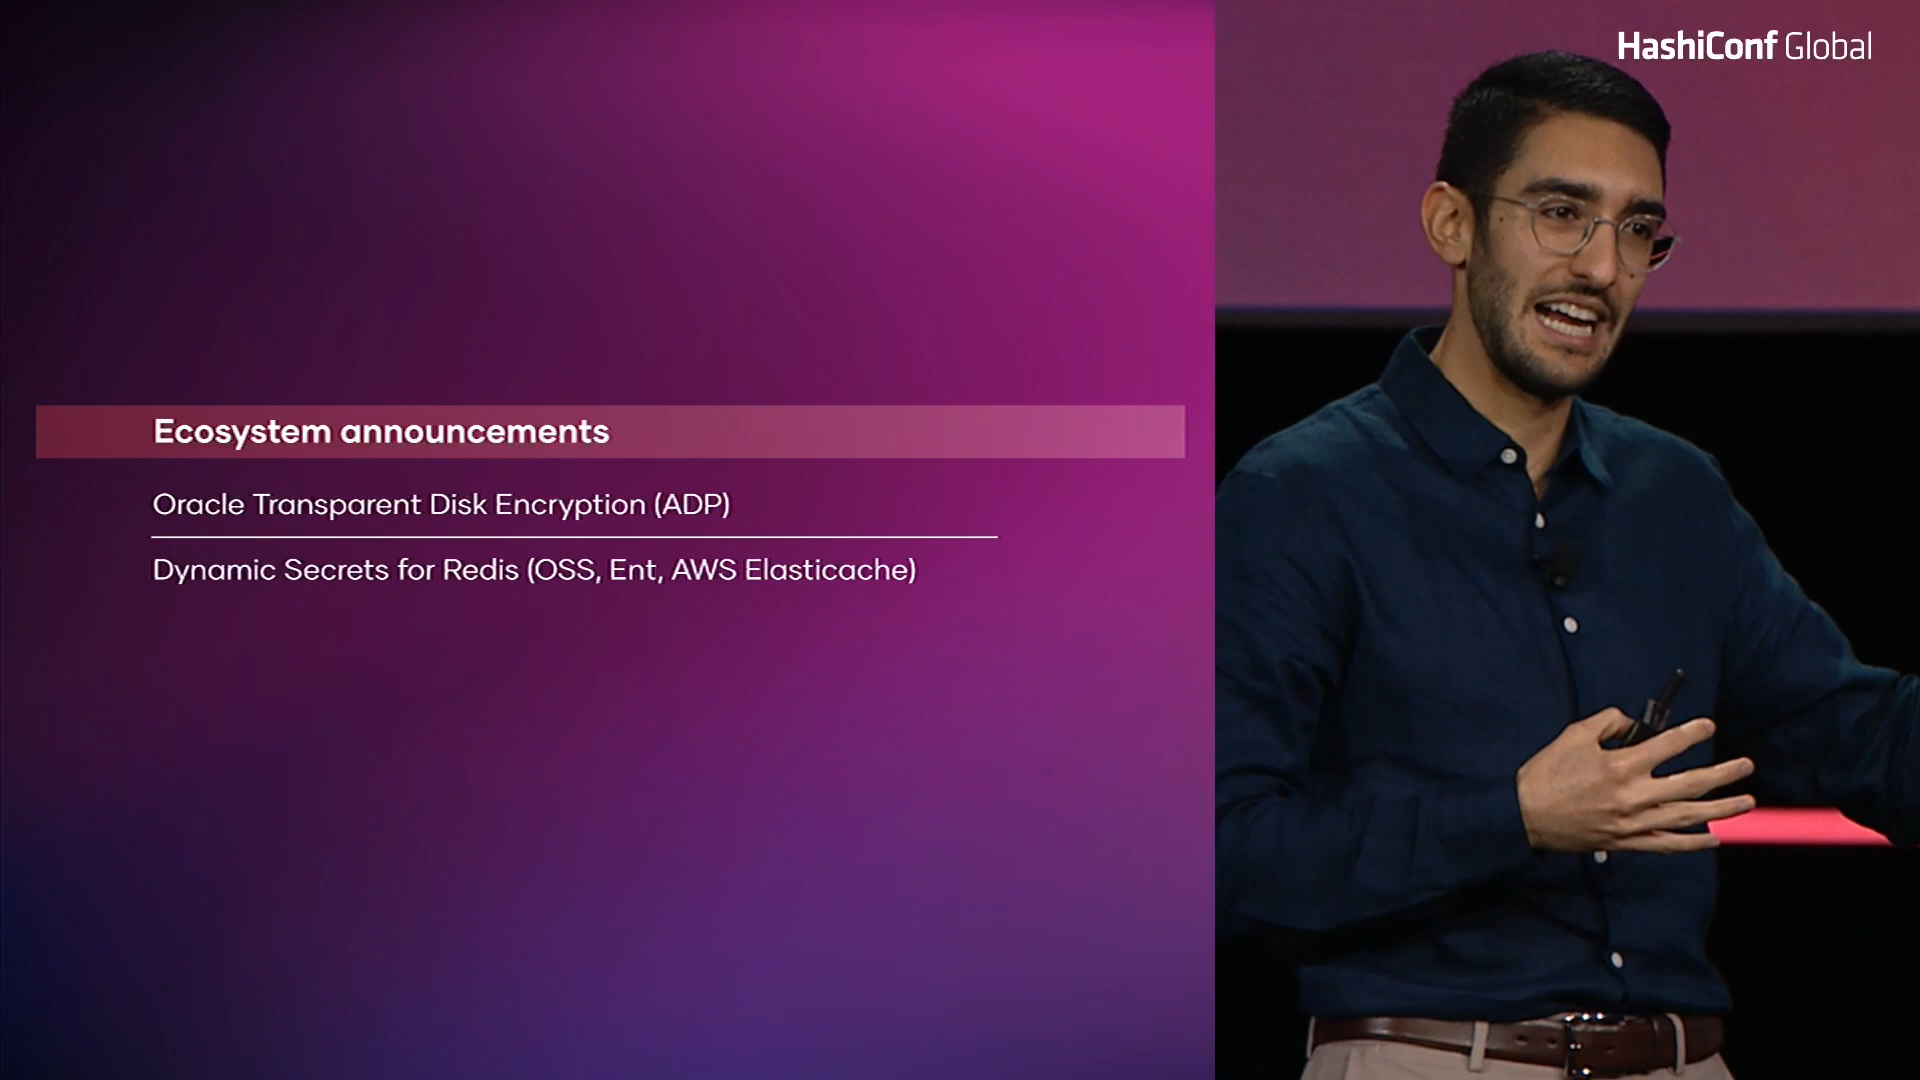 HashiConf Global
Ecosystem announcements
Oracle Transparent Disk Encryption (ADP)
Dynamic Secrets for Redis (OSS, Ent, AWS Elasticache)